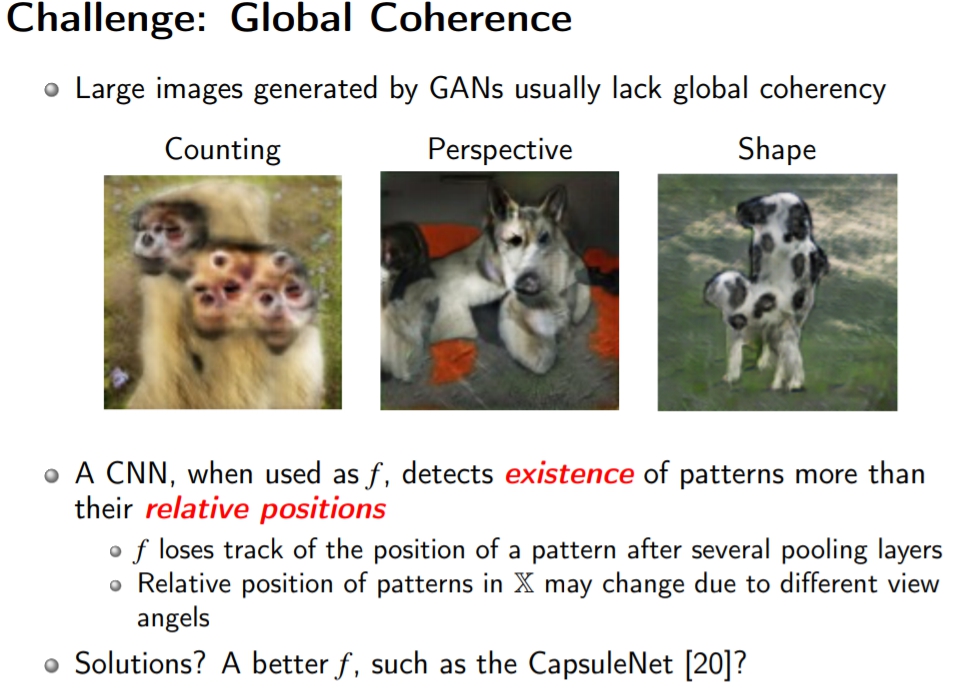 Challenge: Global Coherence
Large images generated by GANs usually lack global coherency
Counting
Perspective
Shape
A CNN, when used as f, detects existence of patterns more than
their relative positions
f loses track of the position of a pattern after several pooling layers
Relative position of patterns in 𝕏 may change due to different view
angels
Solutions? A better f, such as the CapsuleNet [20]?